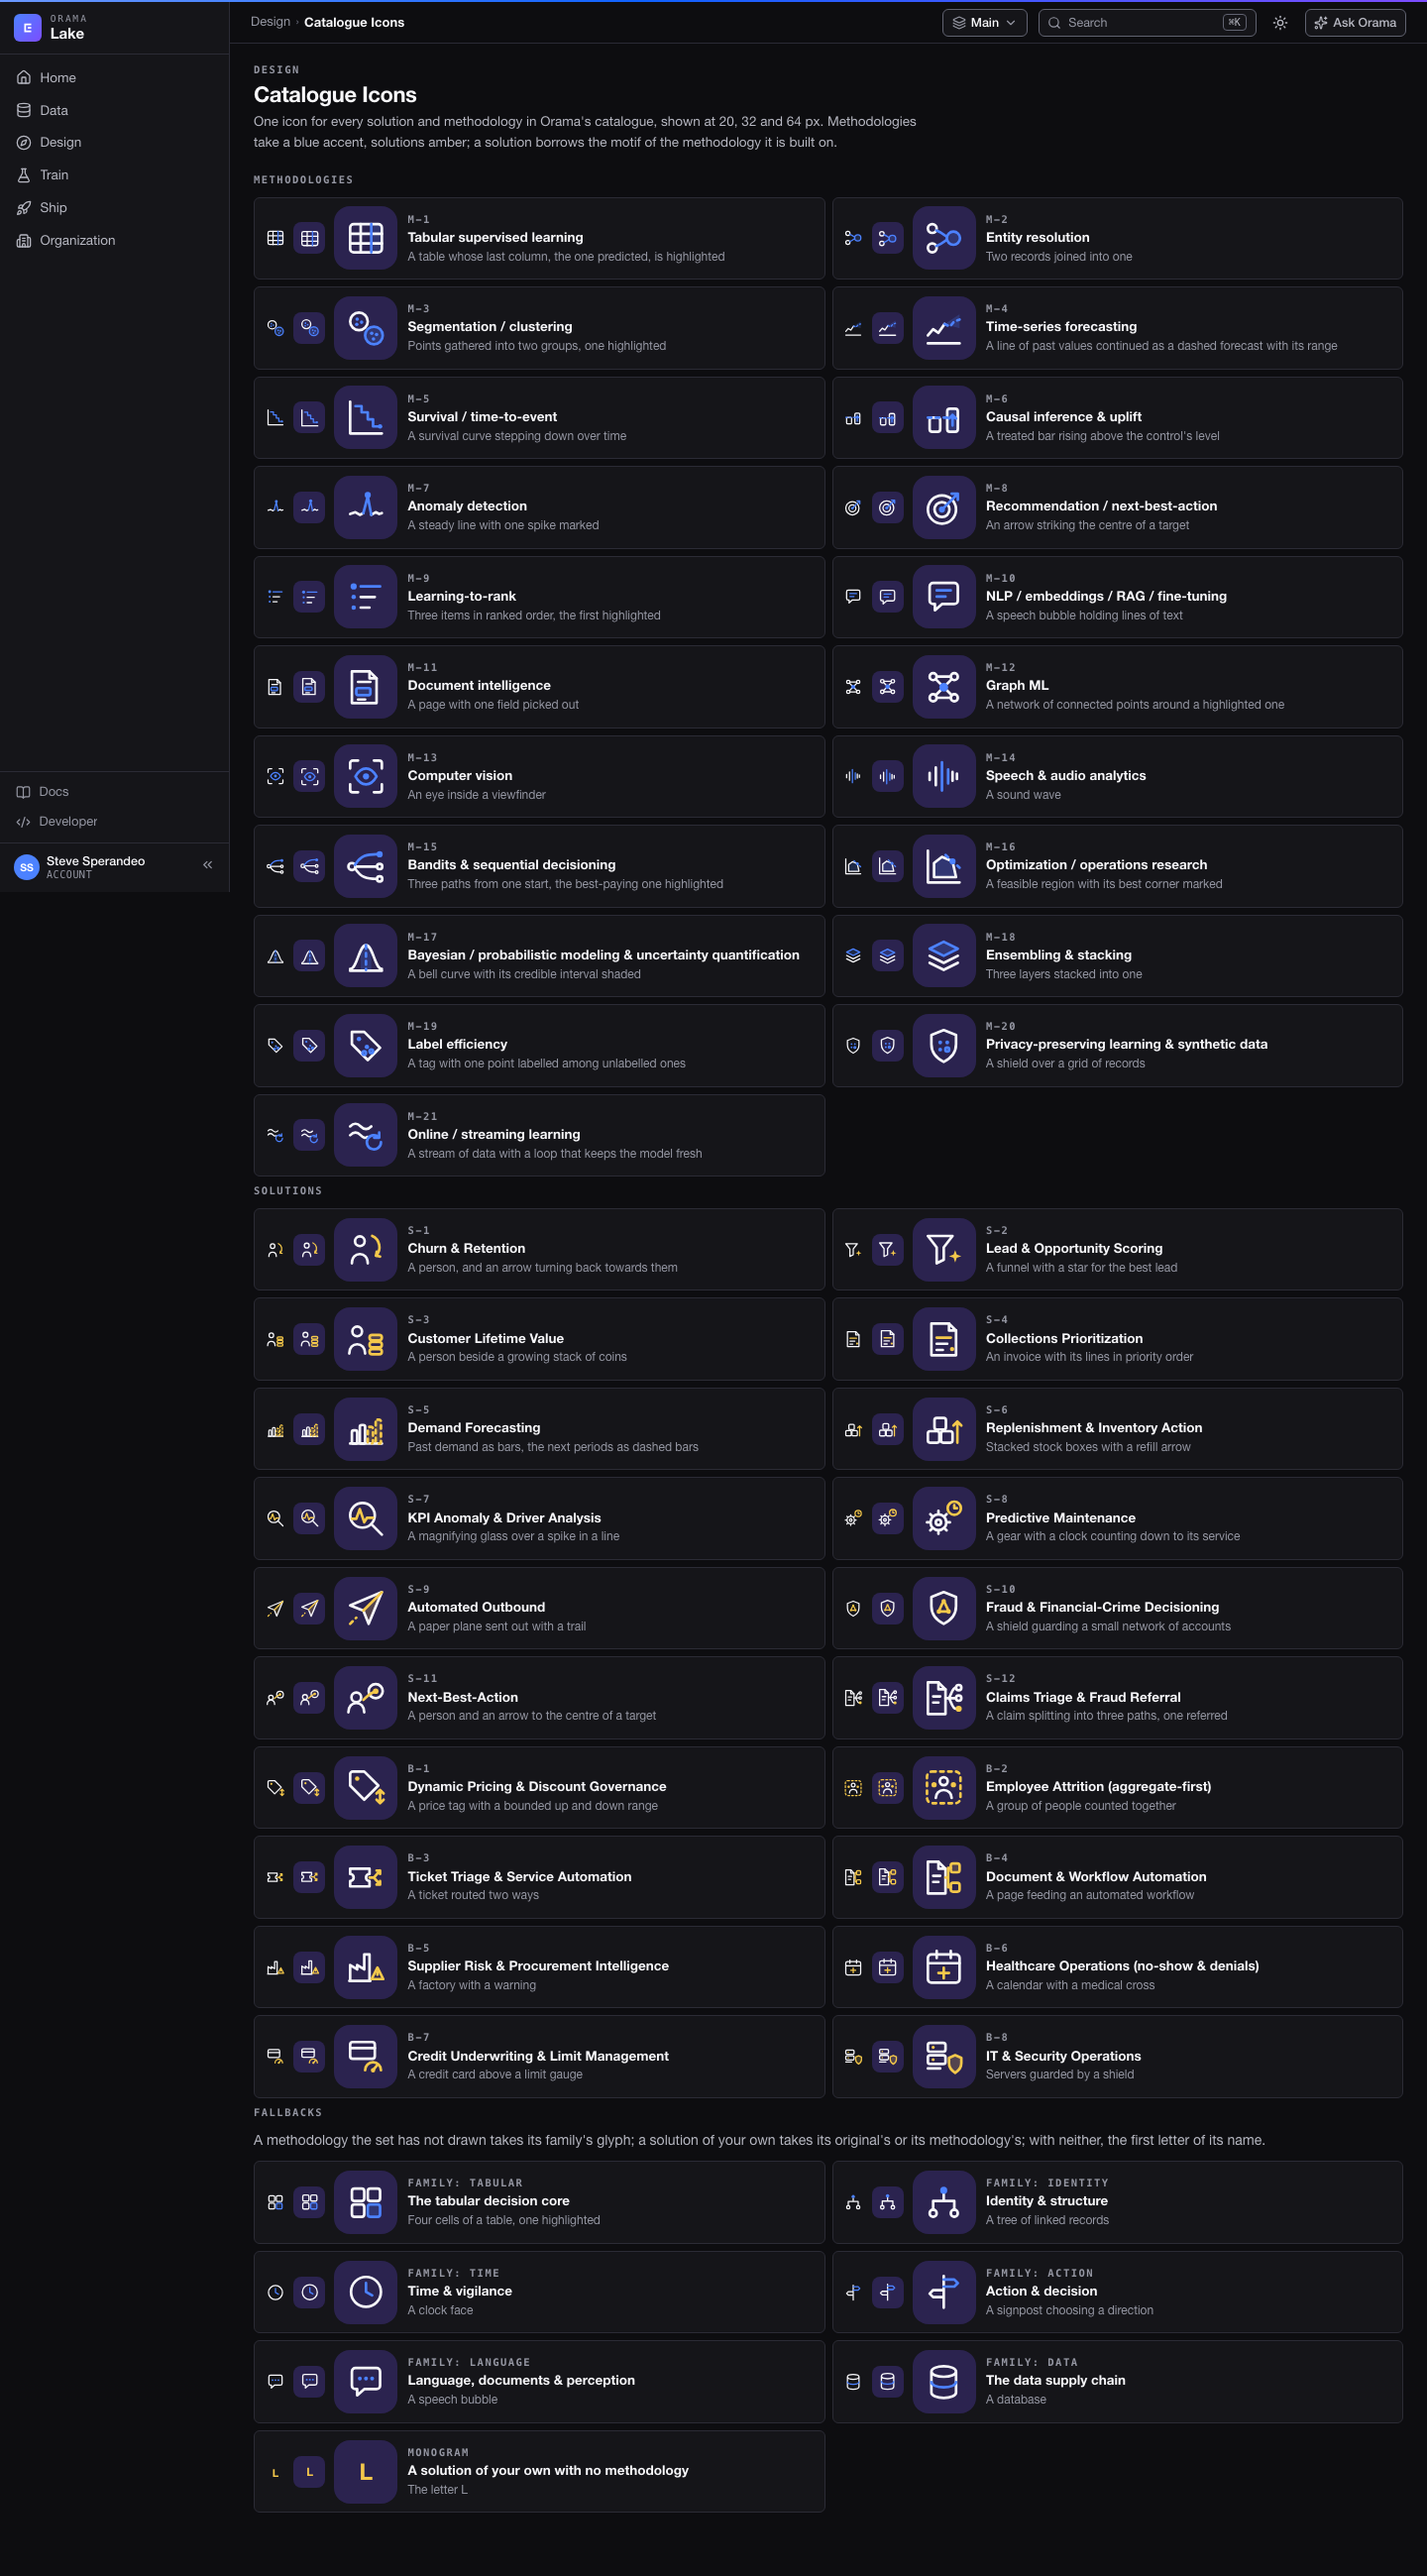 ORAMA
Lake
Home
Data
Design
Train
Ship
Organization
Docs
Developer
SS
Steve Sperandeo
ACCOUNT
Design › Catalogue Icons
Main
Search
⌘K
Ask Orama
DESIGN
Catalogue Icons
One icon for every solution and methodology in Orama's catalogue, shown at 20, 32 and 64 px. Methodologies
take a blue accent, solutions amber; a solution borrows the motif of the methodology it is built on.
METHODOLOGIES
M-1
Tabular supervised learning
A table whose last column, the one predicted, is highlighted
M-2
Entity resolution
Two records joined into one
M-3
Segmentation / clustering
Points gathered into two groups, one highlighted
M-4
Time-series forecasting
A line of past values continued as a dashed forecast with its range
M-5
Survival / time-to-event
A survival curve stepping down over time
M-6
Causal inference & uplift
A treated bar rising above the control's level
M-7
Anomaly detection
A steady line with one spike marked
M-8
Recommendation / next-best-action
An arrow striking the centre of a target
M-9
Learning-to-rank
Three items in ranked order, the first highlighted
M-10
NLP / embeddings / RAG / fine-tuning
A speech bubble holding lines of text
M-11
Document intelligence
A page with one field picked out
M-12
Graph ML
A network of connected points around a highlighted one
M-13
Computer vision
An eye inside a viewfinder
M-14
Speech & audio analytics
A sound wave
M-15
Bandits & sequential decisioning
Three paths from one start, the best-paying one highlighted
M-16
Optimization / operations research
A feasible region with its best corner marked
M-17
Bayesian / probabilistic modeling & uncertainty quantification
A bell curve with its credible interval shaded
M-18
Ensembling & stacking
Three layers stacked into one
M-19
Label efficiency
A tag with one point labelled among unlabelled ones
M-20
Privacy-preserving learning & synthetic data
A shield over a grid of records
M-21
Online / streaming learning
A stream of data with a loop that keeps the model fresh
SOLUTIONS
S-1
Churn & Retention
A person, and an arrow turning back towards them
S-2
Lead & Opportunity Scoring
A funnel with a star for the best lead
S-3
Customer Lifetime Value
A person beside a growing stack of coins
S-4
Collections Prioritization
An invoice with its lines in priority order
S-5
Demand Forecasting
Past demand as bars, the next periods as dashed bars
S-6
Replenishment & Inventory Action
Stacked stock boxes with a refill arrow
S-7
KPI Anomaly & Driver Analysis
A magnifying glass over a spike in a line
S-8
Predictive Maintenance
A gear with a clock counting down to its service
S-9
Automated Outbound
A paper plane sent out with a trail
S-10
Fraud & Financial-Crime Decisioning
A shield guarding a small network of accounts
S-11
Next-Best-Action
A person and an arrow to the centre of a target
S-12
Claims Triage & Fraud Referral
A claim splitting into three paths, one referred
B-1
Dynamic Pricing & Discount Governance
A price tag with a bounded up and down range
B-2
Employee Attrition (aggregate-first)
A group of people counted together
B-3
Ticket Triage & Service Automation
A ticket routed two ways
B-4
Document & Workflow Automation
A page feeding an automated workflow
B-5
Supplier Risk & Procurement Intelligence
A factory with a warning
B-6
Healthcare Operations (no-show & denials)
A calendar with a medical cross
B-7
Credit Underwriting & Limit Management
A credit card above a limit gauge
B-8
IT & Security Operations
Servers guarded by a shield
FALLBACKS
A methodology the set has not drawn takes its family's glyph; a solution of your own takes its original's or its methodology's; with neither, the first letter of its name.
FAMILY: TABULAR
The tabular decision core
Four cells of a table, one highlighted
FAMILY: IDENTITY
Identity & structure
A tree of linked records
FAMILY: TIME
Time & vigilance
A clock face
FAMILY: ACTION
Action & decision
A signpost choosing a direction
FAMILY: LANGUAGE
Language, documents & perception
A speech bubble
FAMILY: DATA
The data supply chain
A database
L
L
L
MONOGRAM
A solution of your own with no methodology
The letter L